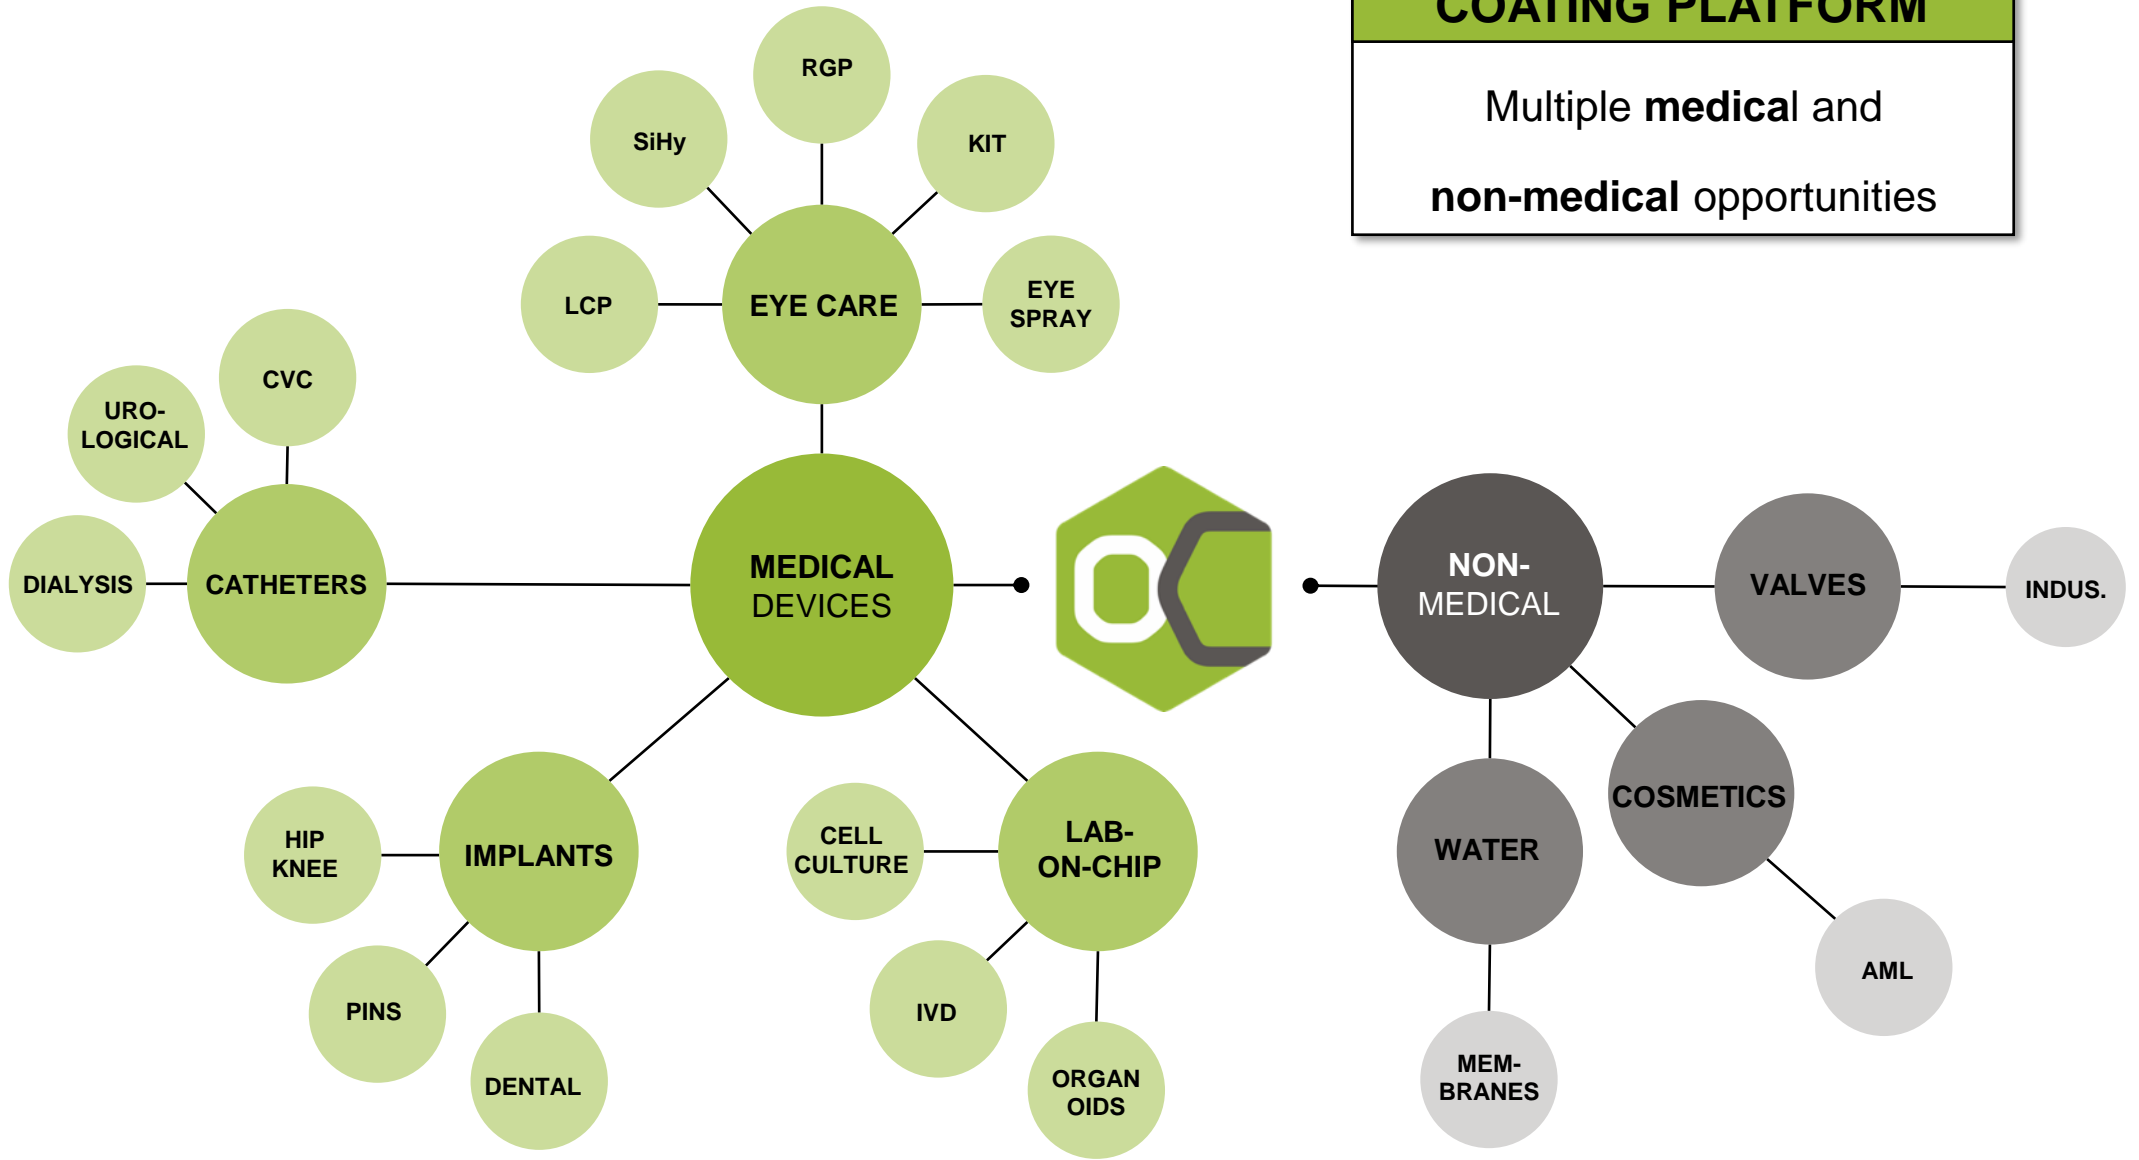 COATING PLATFORM
Multiple medical and
non-medical opportunities
RGP
SiHy
KIT
LCP
EYE CARE
EYE
SPRAY
CVC
URO-
LOGICAL
DIALYSIS
CATHETERS
MEDICAL
DEVICES
NON-
MEDICAL
VALVES
INDUS.
HIP
KNEE
IMPLANTS
PINS
DENTAL
CELL
CULTURE
LAB-
ON-CHIP
IVD
ORGAN
OIDS
WATER
COSMETICS
MEM-
BRANES
AML